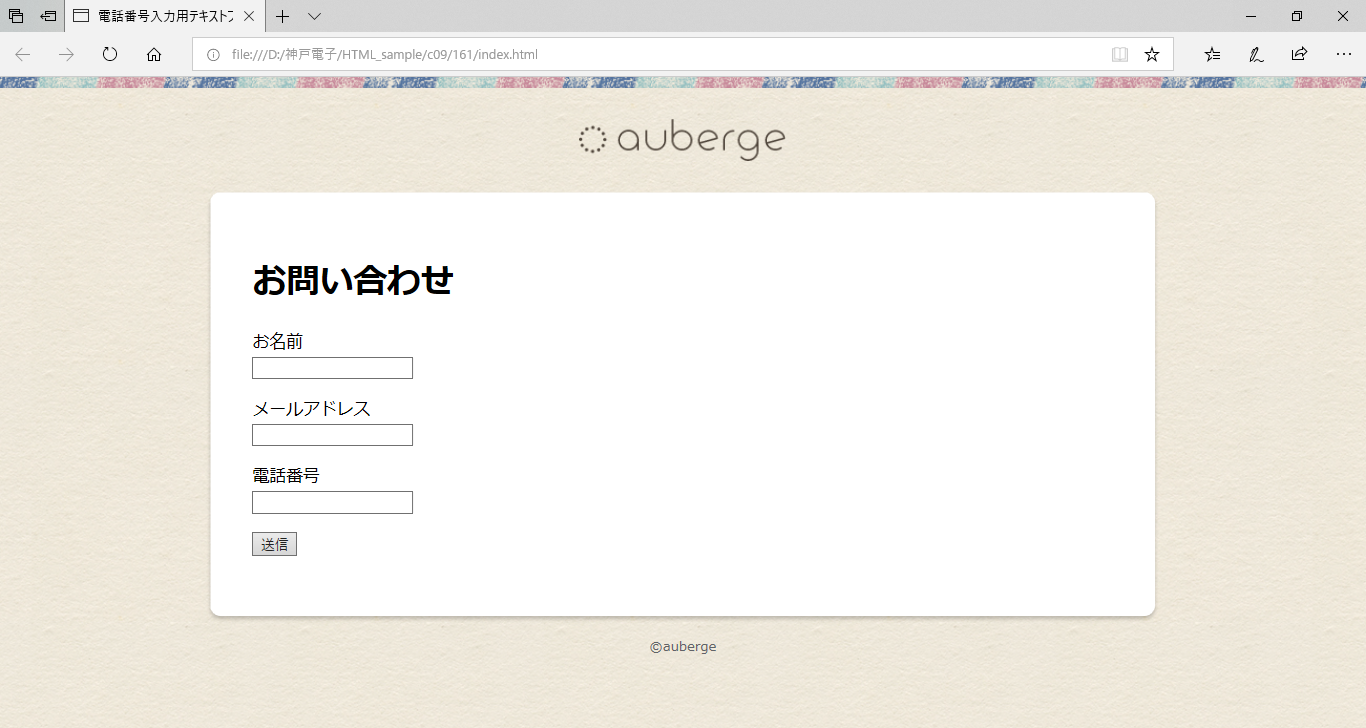 電話番号入力用テキスト
file:///D:/神戸電子/HTML_sample/c09/161/index.html
auberge
お問い合わせ
お名前
メールアドレス
電話番号
送信
©auberge